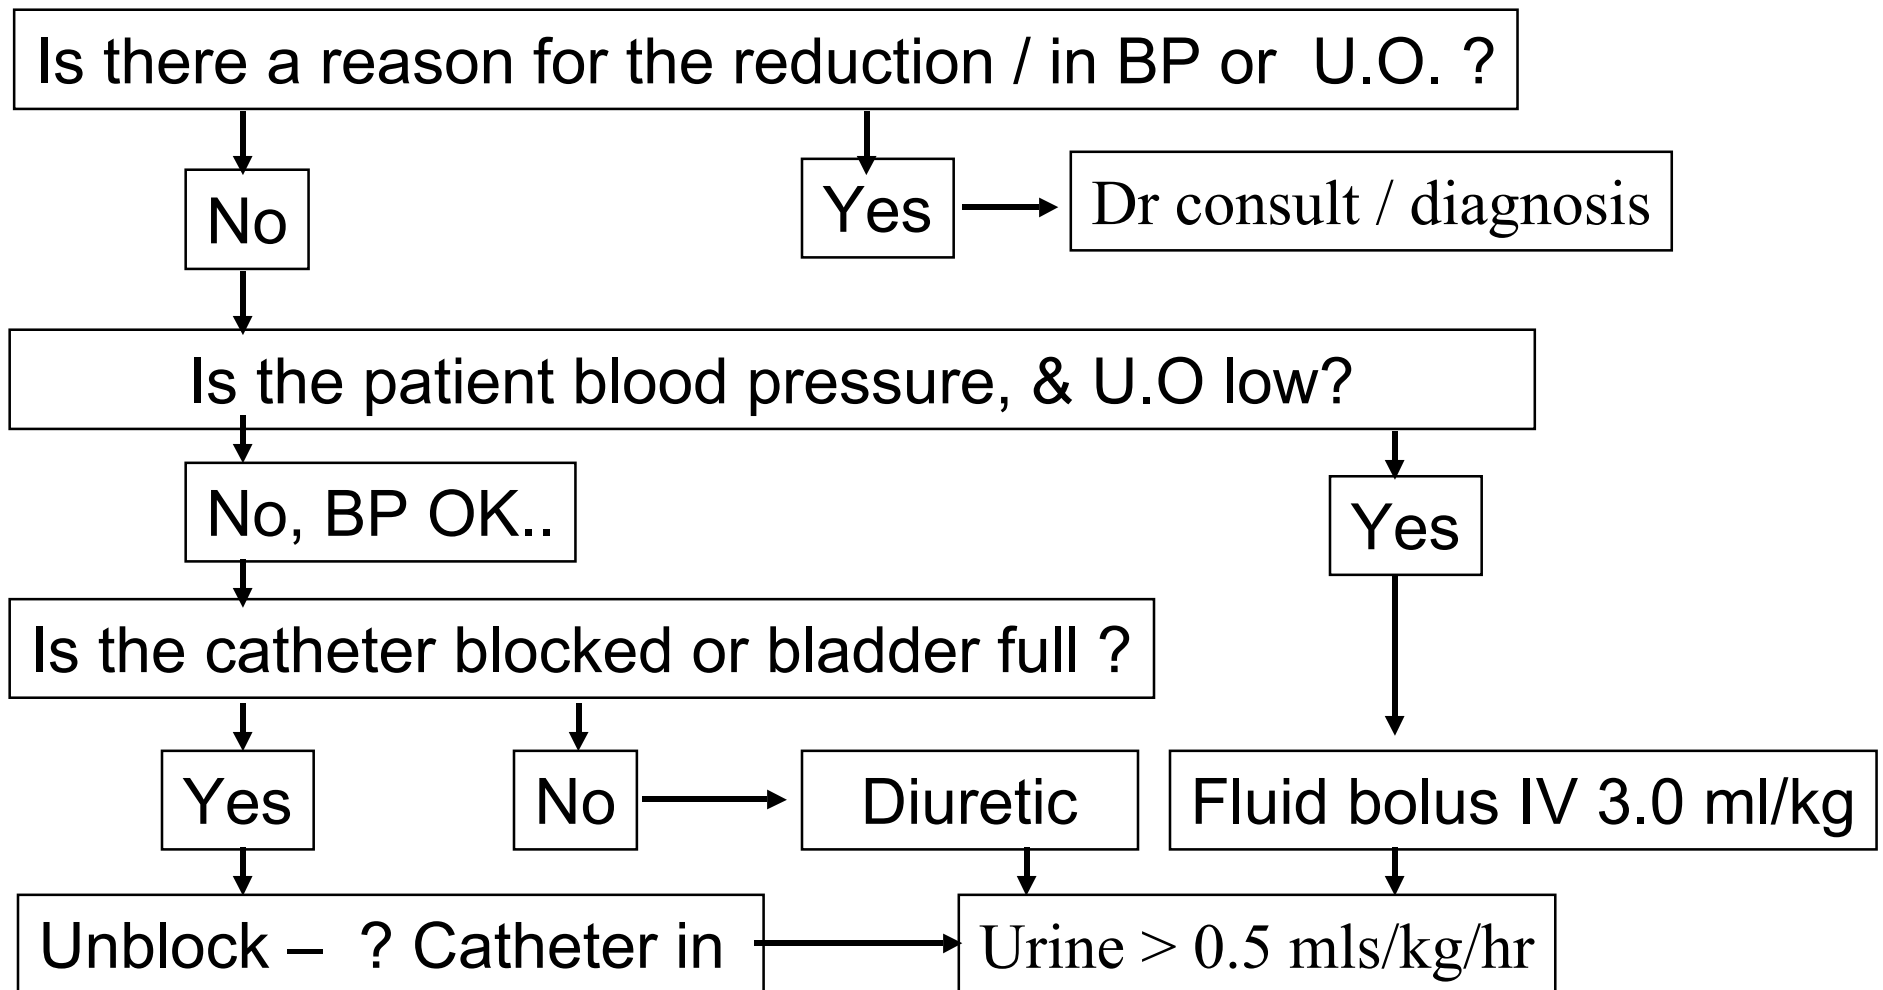 Is there a reason for the reduction / in BP or U.O. ?
No
Yes
Dr consult / diagnosis
Is the patient blood pressure, & U.O low?
No, BP OK..
Yes
Is the catheter blocked or bladder full ?
Yes
No
Diuretic
Fluid bolus IV 3.0 ml/kg
Unblock – ? Catheter in
Urine > 0.5 mls/kg/hr